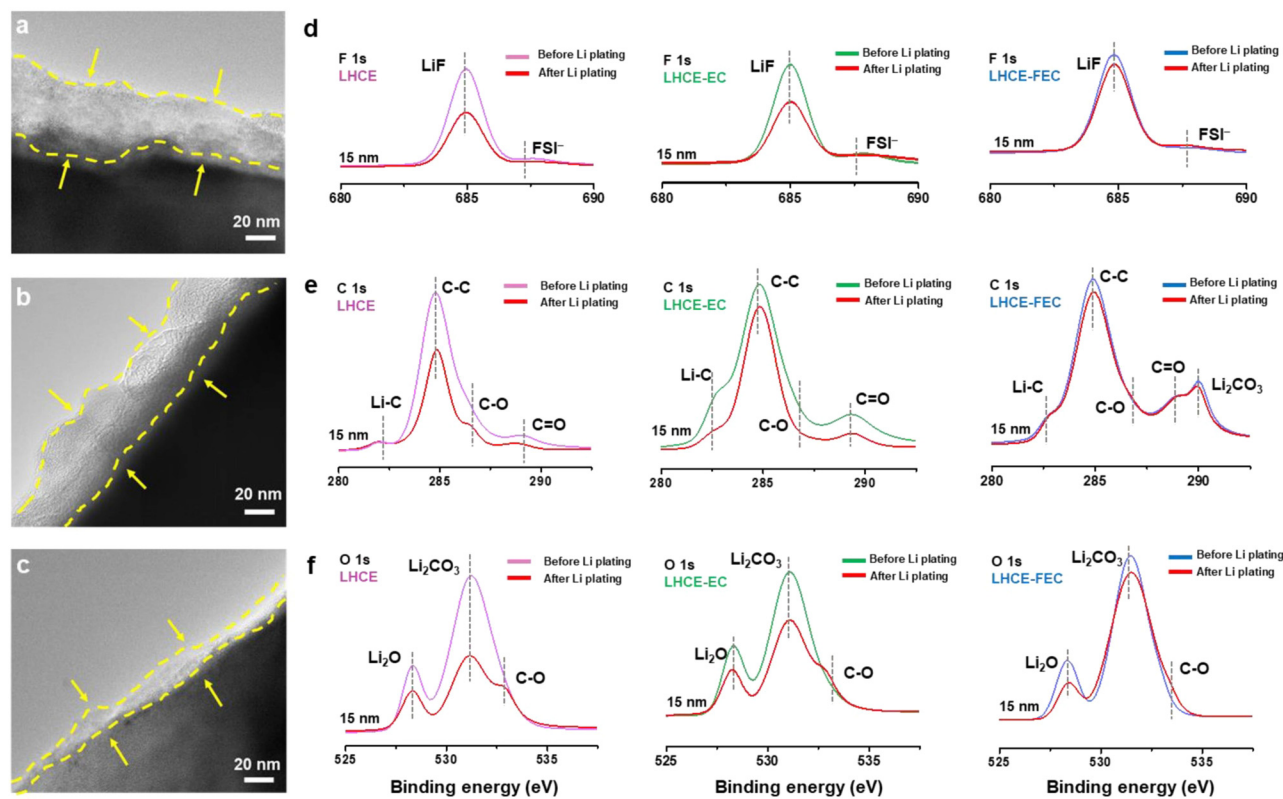 a
20 nm
b
20 nm
c
20 nm
d
F 1s
LHCE
LiF
Before Li plating
After Li plating
FSI⁻
15 nm
680
685
690
F 1s
LHCE-EC
LiF
Before Li plating
After Li plating
FSI⁻
15 nm
680
685
690
F 1s
LHCE-FEC
LiF
Before Li plating
After Li plating
FSI⁻
15 nm
680
685
690
e
C 1s
LHCE
C-C
Before Li plating
After Li plating
Li-C
C-O
C=O
15 nm
280
285
290
C 1s
LHCE-EC
C-C
Before Li plating
After Li plating
Li-C
C-O
C=O
15 nm
280
285
290
C 1s
LHCE-FEC
C-C
Before Li plating
After Li plating
Li-C
C-O
C=O
Li₂CO₃
15 nm
280
285
290
f
O 1s
LHCE
Li₂CO₃
Before Li plating
After Li plating
Li₂O
C-O
15 nm
525
530
535
Binding energy (eV)
O 1s
LHCE-EC
Li₂CO₃
Before Li plating
After Li plating
Li₂O
C-O
15 nm
525
530
535
Binding energy (eV)
O 1s
LHCE-FEC
Li₂CO₃
Before Li plating
After Li plating
Li₂O
C-O
15 nm
525
530
535
Binding energy (eV)